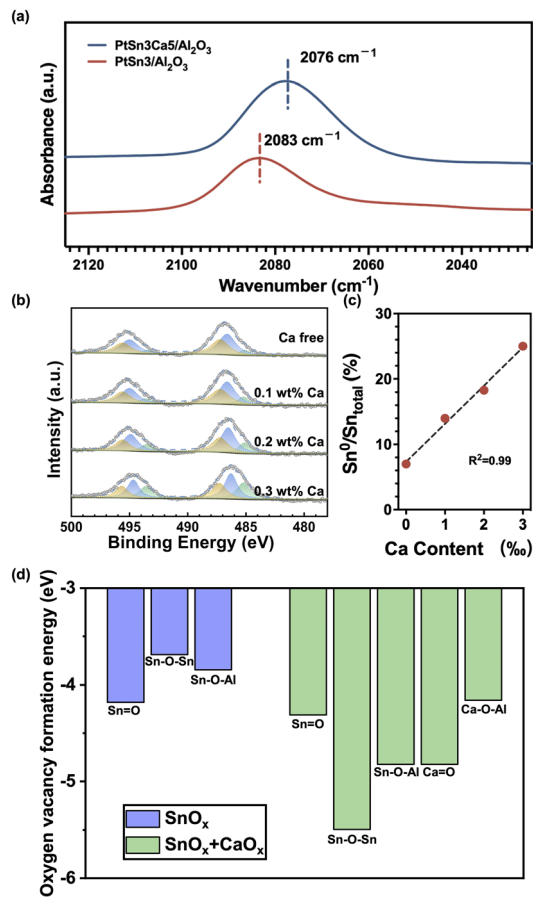 (a)
PtSn3Ca5/Al₂O₃
PtSn3/Al₂O₃
2076 cm⁻¹
2083 cm⁻¹
Absorbance (a.u.)
2120 2100 2080 2060 2040
Wavenumber (cm⁻¹)
(b)
Ca free
0.1 wt% Ca
0.2 wt% Ca
0.3 wt% Ca
Intensity (a.u.)
500 495 490 485 480
Binding Energy (eV)
(c)
30
20
10
0
Sn⁰/Sn_total (%)
R²=0.99
0 1 2 3
Ca Content (‰)
(d)
Oxygen vacancy formation energy (eV)
-3
-4
-5
-6
Sn=O
Sn-O-Sn
Sn-O-Al
Sn=O
Sn-O-Sn
Sn-O-Al
Ca=O
Ca-O-Al
SnOₓ
SnOₓ+CaOₓ